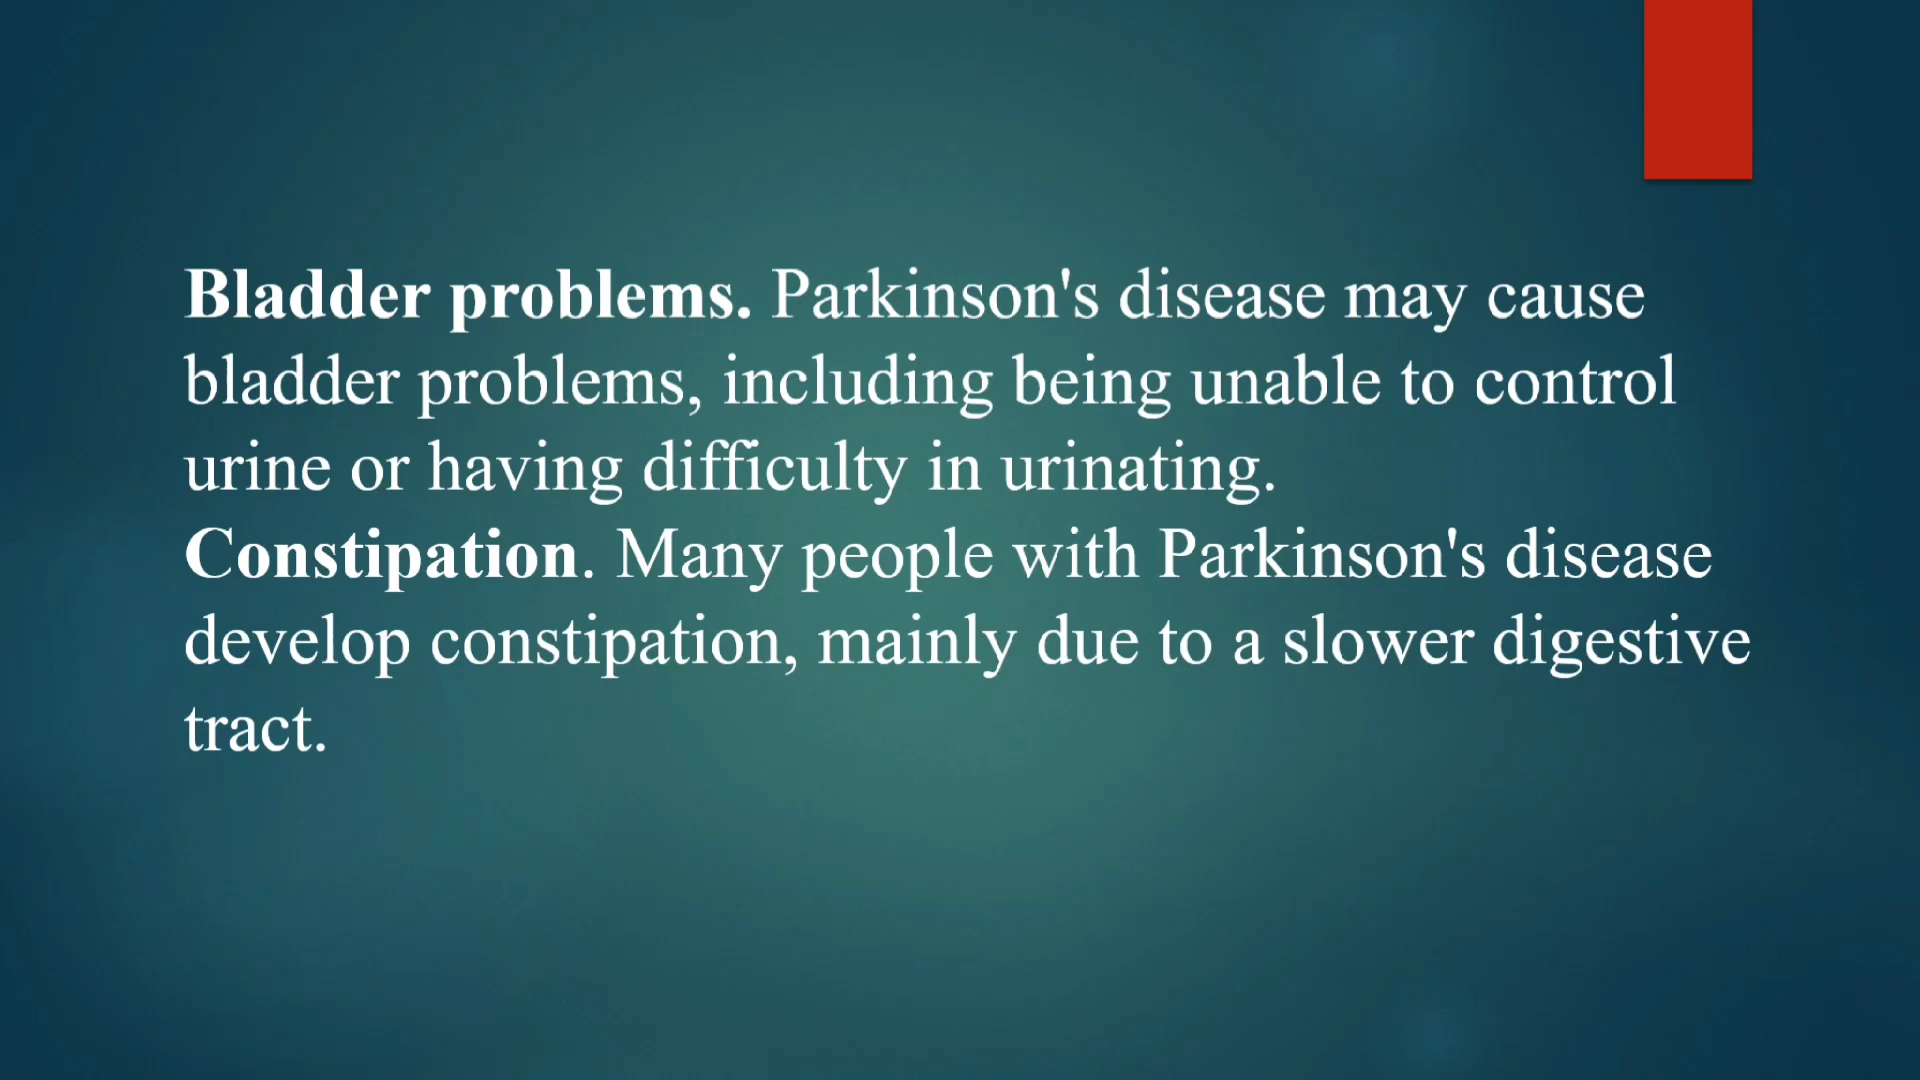 Bladder problems. Parkinson's disease may cause
bladder problems, including being unable to control
urine or having difficulty in urinating.
Constipation. Many people with Parkinson's disease
develop constipation, mainly due to a slower digestive
tract.